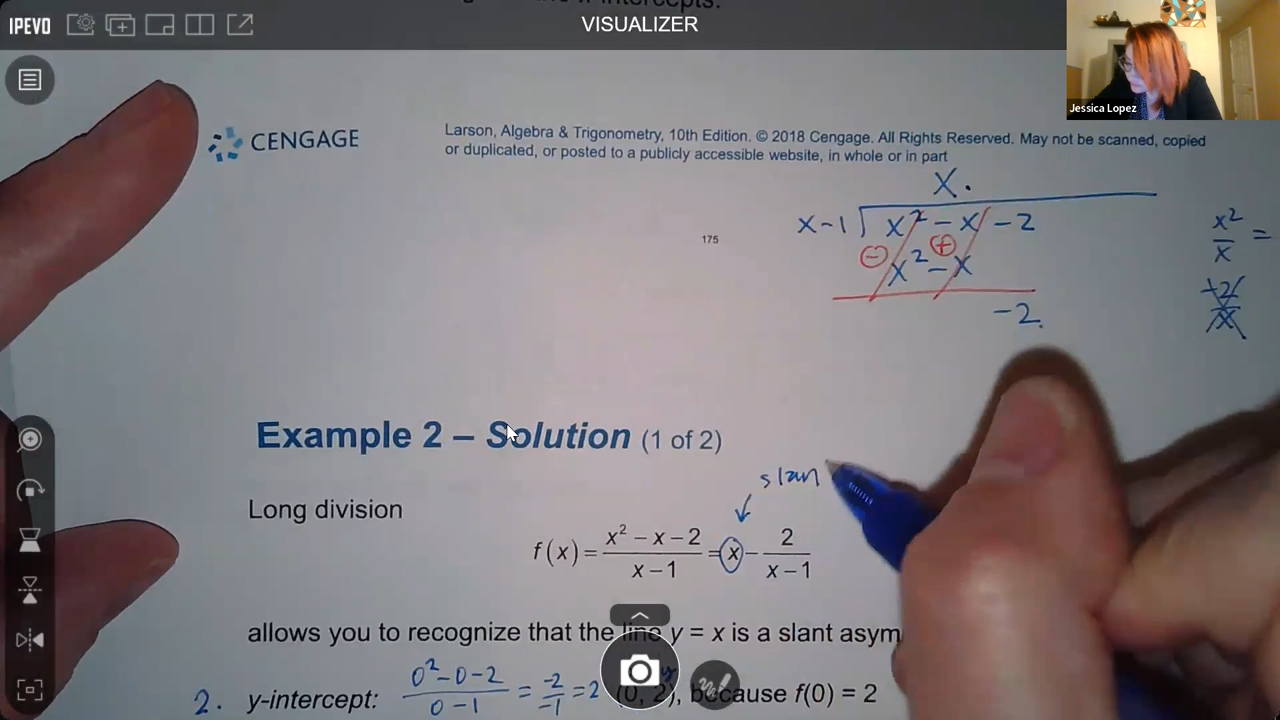 IPEVO
VISUALIZER
Jessica Lopez
CENGAGE
Larson, Algebra & Trigonometry, 10th Edition. © 2018 Cengage. All Rights Reserved. May not be scanned, copied
or duplicated, or posted to a publicly accessible website, in whole or in part
175
x.
x-1 ) x² - x - 2
⊖ x² ⊕ - x
-2.
x²/x =
Example 2 – Solution (1 of 2)
slan
Long division
f(x) = (x² - x - 2)/(x - 1) = x - 2/(x - 1)
allows you to recognize that the line y = x is a slant asym
2. y-intercept: (0² - 0 - 2)/(0 - 1) = -2/-1 = 2 (0, 2), because f(0) = 2